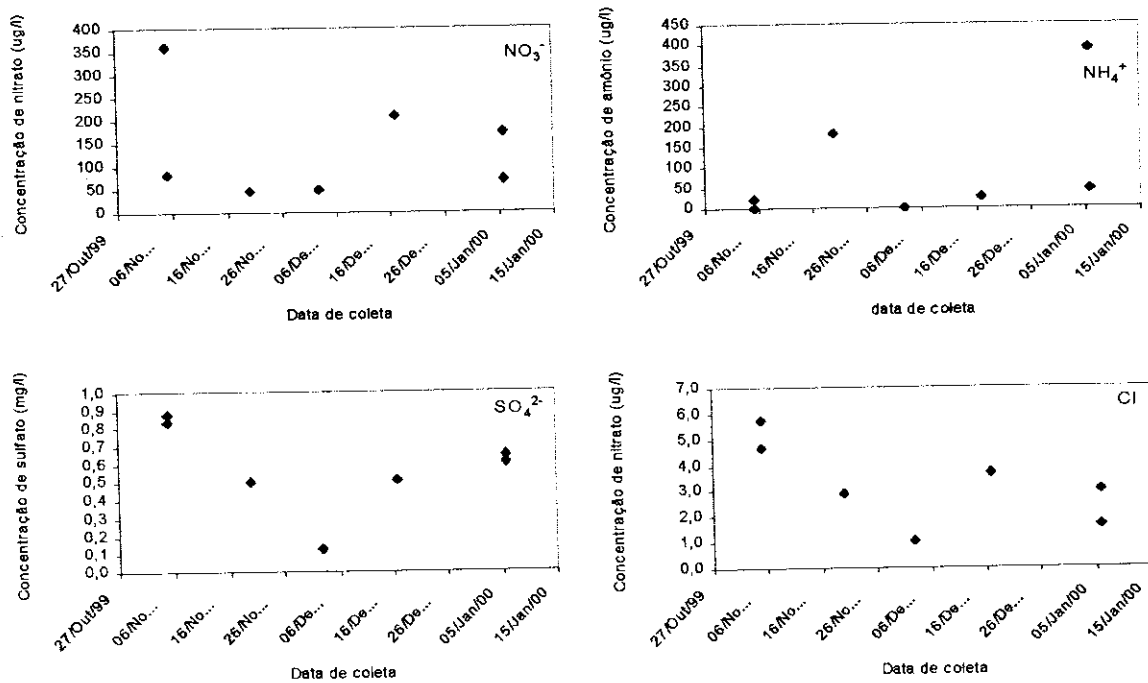 Concentração de nitrato (ug/l)
400
350
300
250
200
150
100
50
0
NO₃⁻
27/Out/99
06/No...
16/No...
26/No...
06/De...
16/De...
26/De...
05/Jan/00
15/Jan/00
Data de coleta
Concentração de amônio (ug/l)
450
400
350
300
250
200
150
100
50
0
NH₄⁺
27/Out/99
06/No...
16/No...
26/No...
06/De...
16/De...
26/De...
05/Jan/00
15/Jan/00
data de coleta
Concentração de sulfato (mg/l)
1,0
0,9
0,8
0,7
0,6
0,5
0,4
0,3
0,2
0,1
0,0
SO₄²⁻
27/Out/99
06/No...
16/No...
26/No...
06/De...
16/De...
26/De...
05/Jan/00
15/Jan/00
Data de coleta
Concentração de nitrato (ug/l)
7,0
6,0
5,0
4,0
3,0
2,0
1,0
0,0
Cl
27/Out/99
06/No...
16/No...
26/No...
06/De...
16/De...
26/De...
05/Jan/00
15/Jan/00
Data de coleta